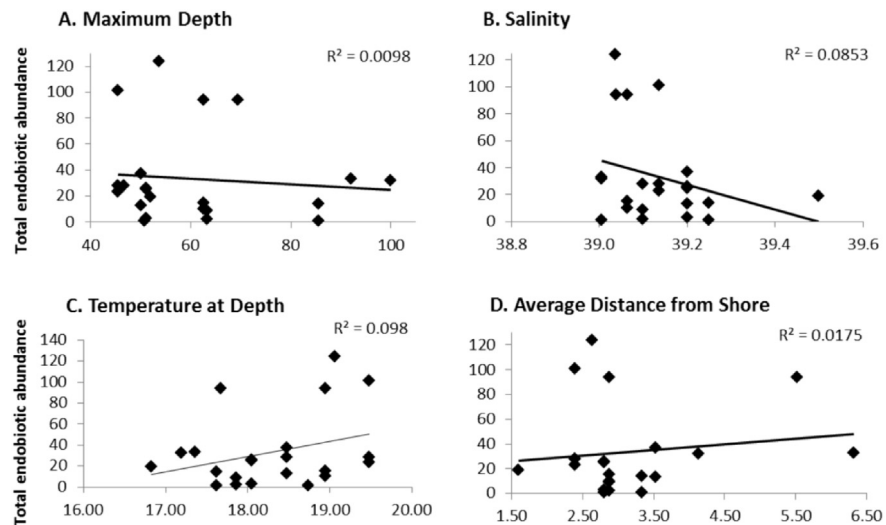 A. Maximum Depth
R² = 0.0098
Total endobiotic abundance
120
100
80
60
40
20
0
40 60 80 100
B. Salinity
R² = 0.0853
120
100
80
60
40
20
0
38.8 39.0 39.2 39.4 39.6
C. Temperature at Depth
R² = 0.098
Total endobiotic abundance
140
120
100
80
60
40
20
0
16.00 17.00 18.00 19.00 20.00
D. Average Distance from Shore
R² = 0.0175
120
100
80
60
40
20
0
1.50 2.50 3.50 4.50 5.50 6.50